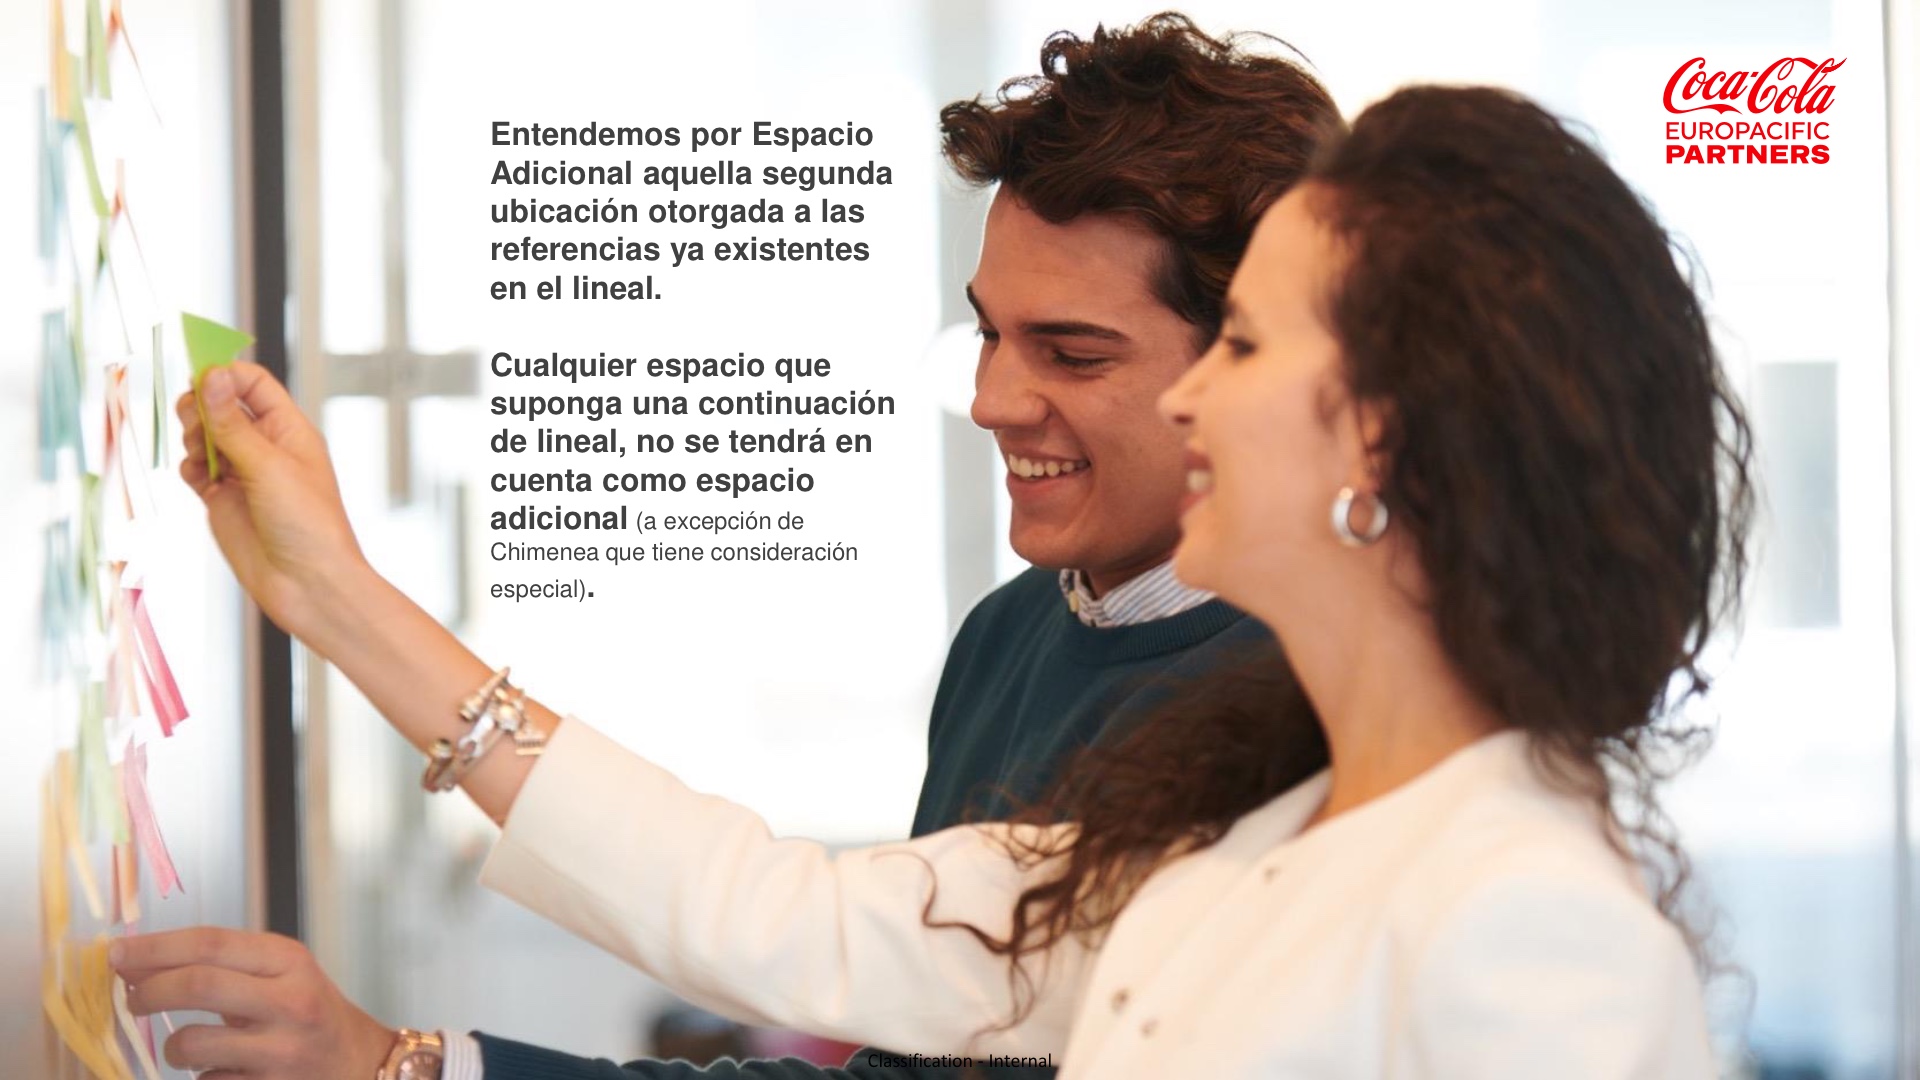 Coca-Cola
EUROPACIFIC
PARTNERS
Entendemos por Espacio
Adicional aquella segunda
ubicación otorgada a las
referencias ya existentes
en el lineal.
Cualquier espacio que
suponga una continuación
de lineal, no se tendrá en
cuenta como espacio
adicional (a excepción de
Chimenea que tiene consideración
especial).
Classification - Internal